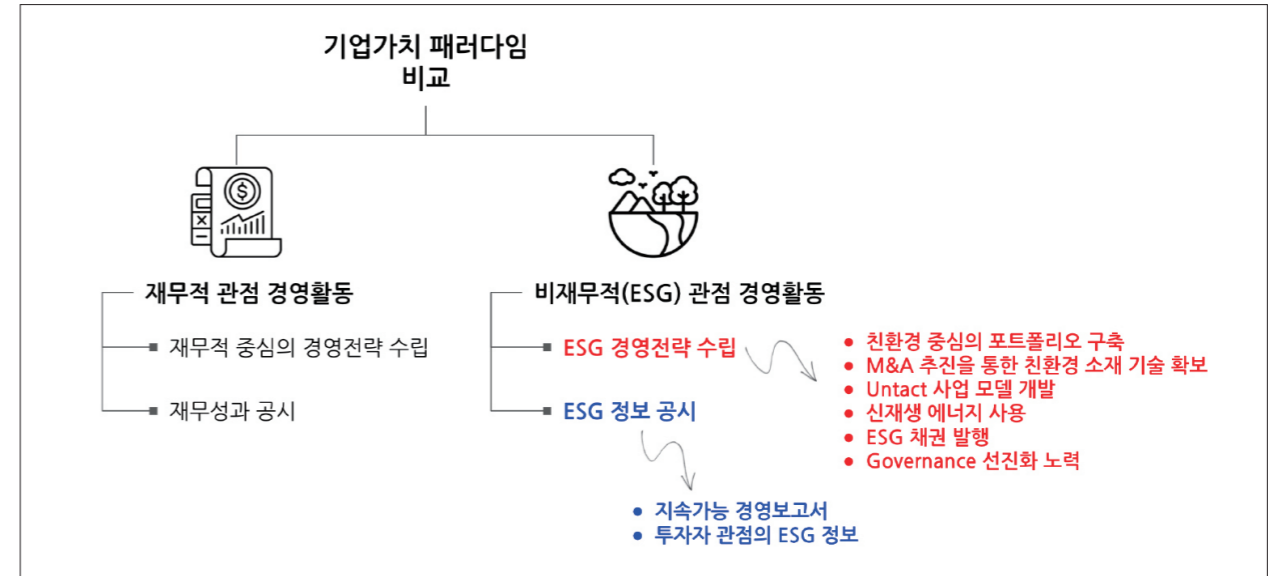 기업가치 패러다임
비교
재무적 관점 경영활동
재무적 중심의 경영전략 수립
재무성과 공시
비재무적(ESG) 관점 경영활동
ESG 경영전략 수립
● 친환경 중심의 포트폴리오 구축
● M&A 추진을 통한 친환경 소재 기술 확보
● Untact 사업 모델 개발
● 신재생 에너지 사용
● ESG 채권 발행
● Governance 선진화 노력
ESG 정보 공시
● 지속가능 경영보고서
● 투자자 관점의 ESG 정보